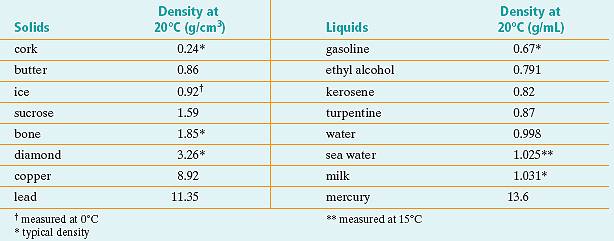 Solids Density at 20°C (g/cm³) Liquids Density at 20°C (g/mL)
cork 0.24* gasoline 0.67*
butter 0.86 ethyl alcohol 0.791
ice 0.92† kerosene 0.82
sucrose 1.59 turpentine 0.87
bone 1.85* water 0.998
diamond 3.26* sea water 1.025**
copper 8.92 milk 1.031*
lead 11.35 mercury 13.6
† measured at 0°C ** measured at 15°C
* typical density